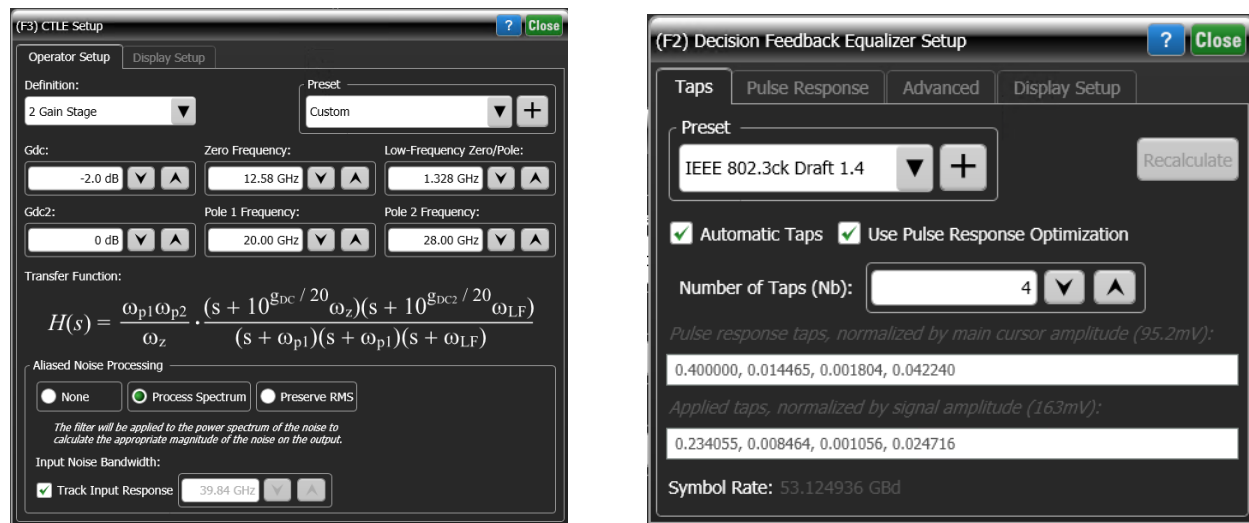 (F3) CTLE Setup ? Close
Operator Setup Display Setup
Definition: Preset
2 Gain Stage Custom +
Gdc: Zero Frequency: Low-Frequency Zero/Pole:
-2.0 dB 12.58 GHz 1.328 GHz
Gdc2: Pole 1 Frequency: Pole 2 Frequency:
0 dB 20.00 GHz 28.00 GHz
Transfer Function:
H(s) = ωp1ωp2 / ωz · (s + 10^(gDC / 20)ωz)(s + 10^(gDC2 / 20)ωLF) / (s + ωp1)(s + ωp1)(s + ωLF)
Aliased Noise Processing
None Process Spectrum Preserve RMS
The filter will be applied to the power spectrum of the noise to
calculate the appropriate magnitude of the noise on the output.
Input Noise Bandwidth:
Track Input Response 39.84 GHz
(F2) Decision Feedback Equalizer Setup ? Close
Taps Pulse Response Advanced Display Setup
Preset
IEEE 802.3ck Draft 1.4 + Recalculate
Automatic Taps Use Pulse Response Optimization
Number of Taps (Nb): 4
Pulse response taps, normalized by main cursor amplitude (95.2mV):
0.400000, 0.014465, 0.001804, 0.042240
Applied taps, normalized by signal amplitude (163mV):
0.234055, 0.008464, 0.001056, 0.024716
Symbol Rate: 53.124936 GBd